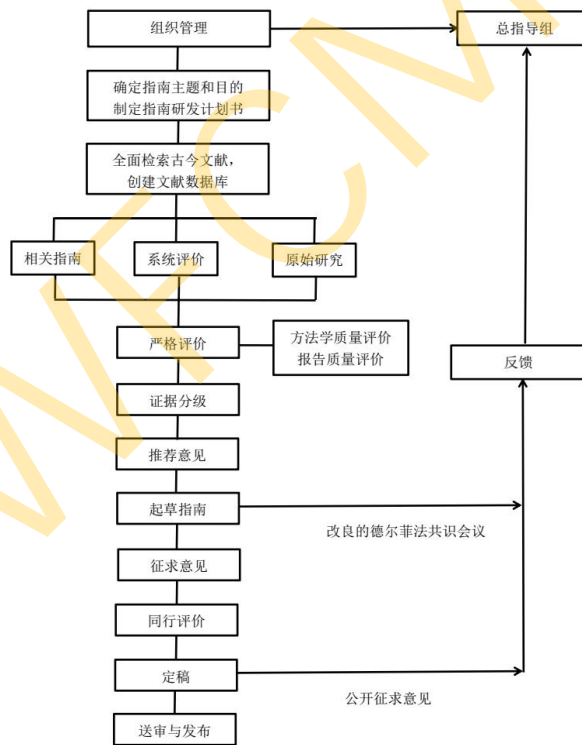 组织管理
总指导组
确定指南主题和目的
制定指南研发计划书
全面检索古今文献，
创建文献数据库
相关指南
系统评价
原始研究
严格评价
方法学质量评价
报告质量评价
反馈
证据分级
推荐意见
起草指南
改良的德尔菲法共识会议
征求意见
同行评价
定稿
公开征求意见
送审与发布
WFCM